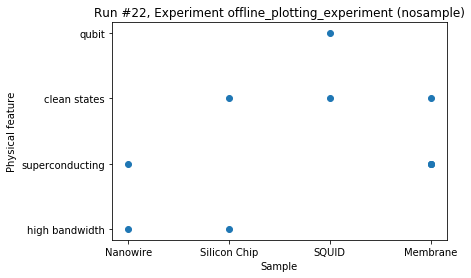 Run #22, Experiment offline_plotting_experiment (nosample)
qubit
clean states
superconducting
high bandwidth
Physical feature
Nanowire
Silicon Chip
SQUID
Membrane
Sample